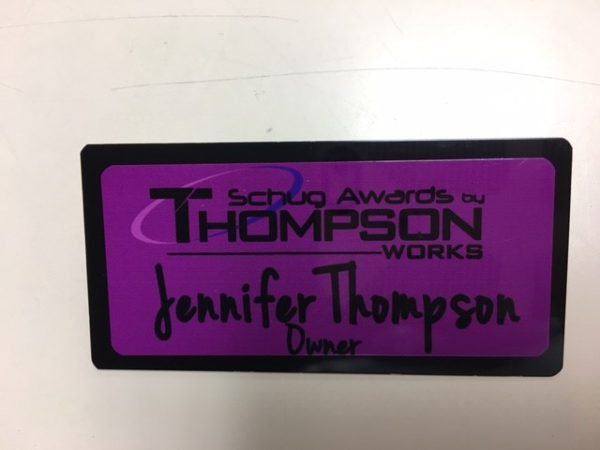 Schug Awards by
THOMPSON
WORKS
Jennifer Thompson
Owner